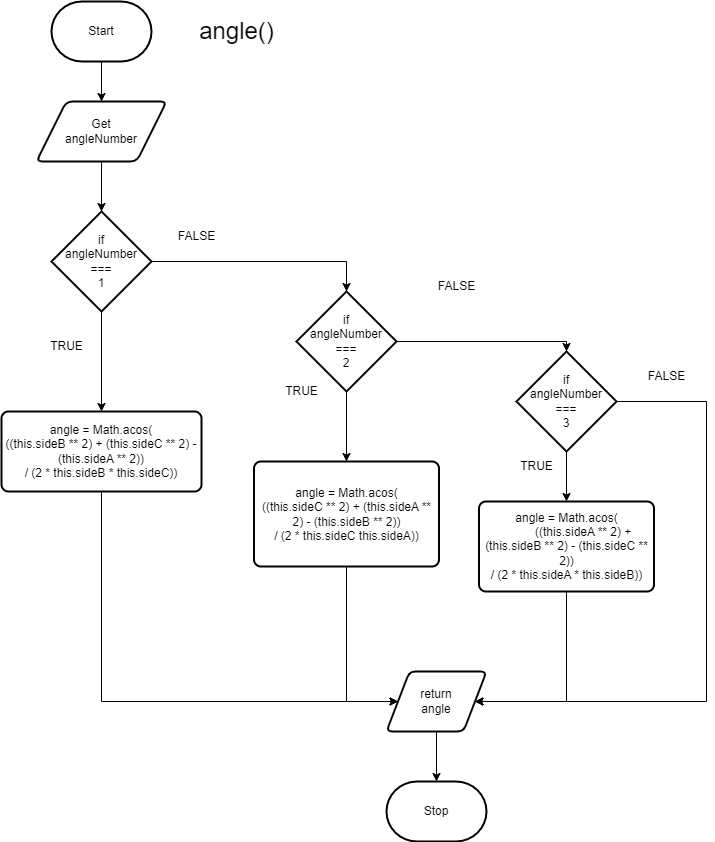 Start
angle()
Get
angleNumber
if
angleNumber
===
1
FALSE
TRUE
if
angleNumber
===
2
FALSE
TRUE
if
angleNumber
===
3
FALSE
TRUE
angle = Math.acos(
((this.sideB ** 2) + (this.sideC ** 2) -
(this.sideA ** 2))
/ (2 * this.sideB * this.sideC))
angle = Math.acos(
((this.sideC ** 2) + (this.sideA **
2) - (this.sideB ** 2))
/ (2 * this.sideC this.sideA))
angle = Math.acos(
((this.sideA ** 2) +
(this.sideB ** 2) - (this.sideC **
2))
/ (2 * this.sideA * this.sideB))
return
angle
Stop